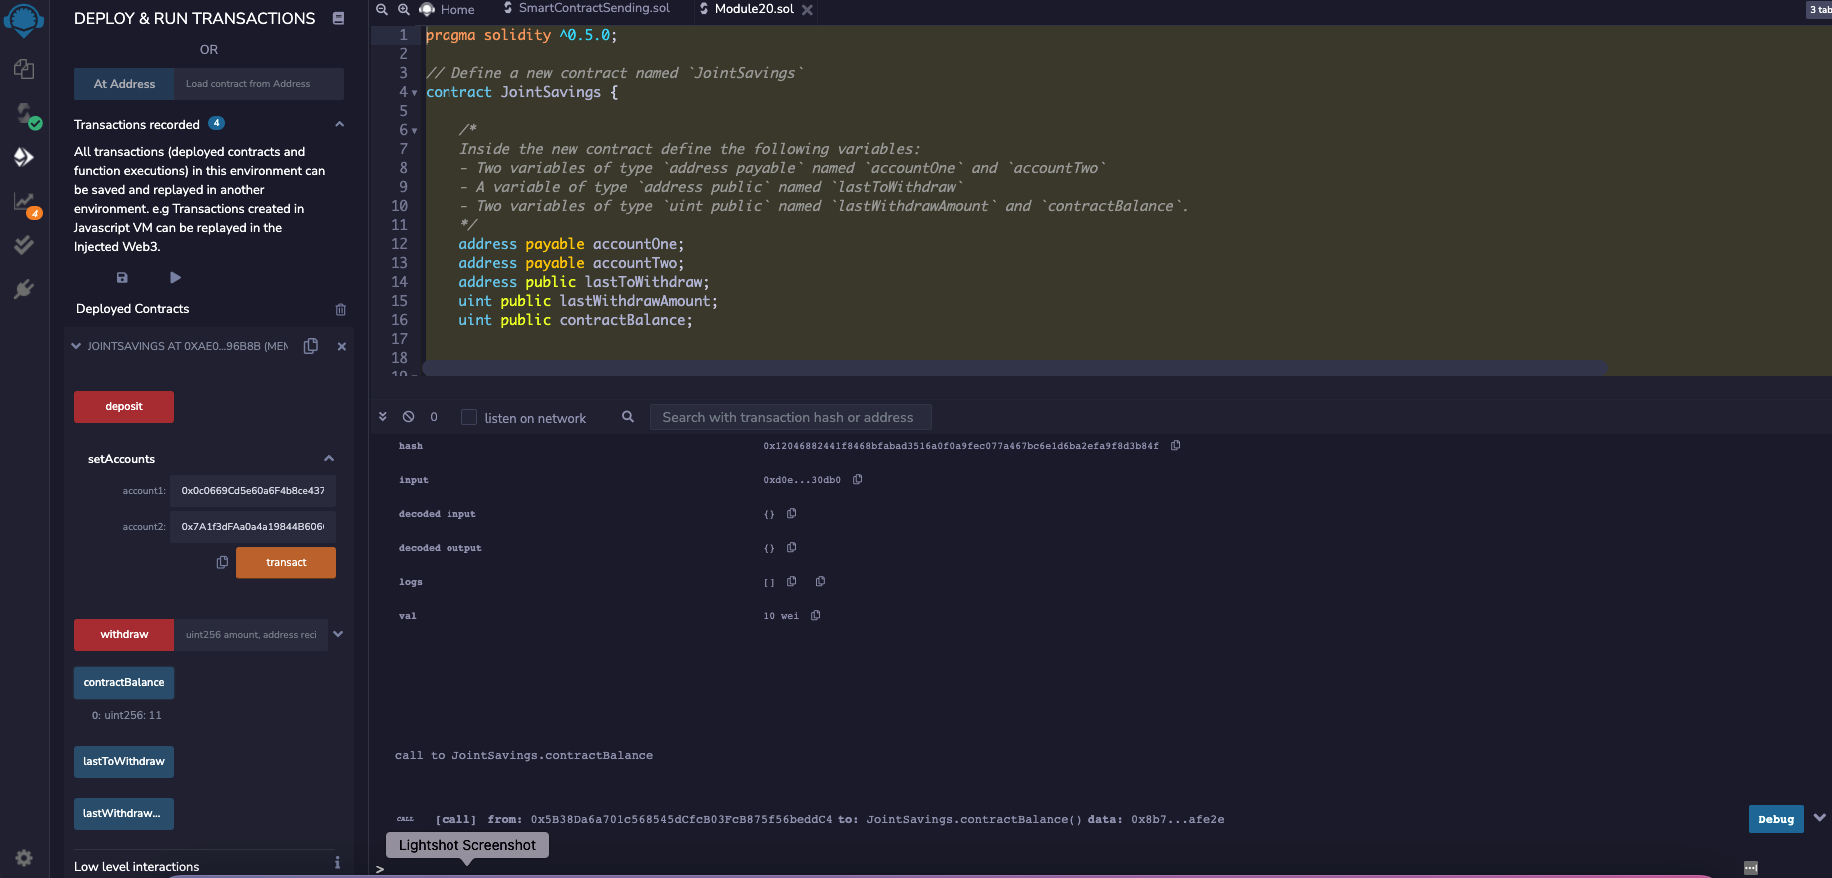 DEPLOY & RUN TRANSACTIONS
OR
At Address
Load contract from Address
Transactions recorded 4
All transactions (deployed contracts and
function executions) in this environment can
be saved and replayed in another
environment. e.g Transactions created in
Javascript VM can be replayed in the
Injected Web3.
4
Deployed Contracts
JOINTSAVINGS AT 0XAE0...96B8B (MEM
deposit
setAccounts
account1: 0x0c0669Cd5e60a6F4b8ce437
account2: 0x7A1f3dFAa0a4a19844B606
transact
withdraw uint256 amount, address reci
contractBalance
0: uint256: 11
lastToWithdraw
lastWithdraw...
Low level interactions
Home
SmartContractSending.sol
Module20.sol
3 tab
1 pragma solidity ^0.5.0;
2
3 // Define a new contract named `JointSavings`
4 contract JointSavings {
5
6 /*
7 Inside the new contract define the following variables:
8 - Two variables of type `address payable` named `accountOne` and `accountTwo`
9 - A variable of type `address public` named `lastToWithdraw`
10 - Two variables of type `uint public` named `lastWithdrawAmount` and `contractBalance`.
11 */
12 address payable accountOne;
13 address payable accountTwo;
14 address public lastToWithdraw;
15 uint public lastWithdrawAmount;
16 uint public contractBalance;
17
18
19
0 listen on network Search with transaction hash or address
hash 0x12046882441f8468bfabad3516a0f0a9fec077a467bc6e1d6ba2efa9f8d3b84f
input 0xd0e...30db0
decoded input {}
decoded output {}
logs []
val 10 wei
call to JointSavings.contractBalance
CALL [call] from: 0x5B38Da6a701c568545dCfcB03FcB875f56beddC4 to: JointSavings.contractBalance() data: 0x8b7...afe2e
Debug
Lightshot Screenshot
>